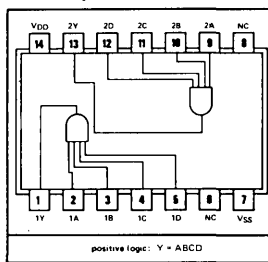 VDD 2Y 2D 2C 2B 2A NC
14 13 12 11 10 9 8
1 2 3 4 5 6 7
1Y 1A 1B 1C 1D NC VSS
positive logic: Y = ABCD